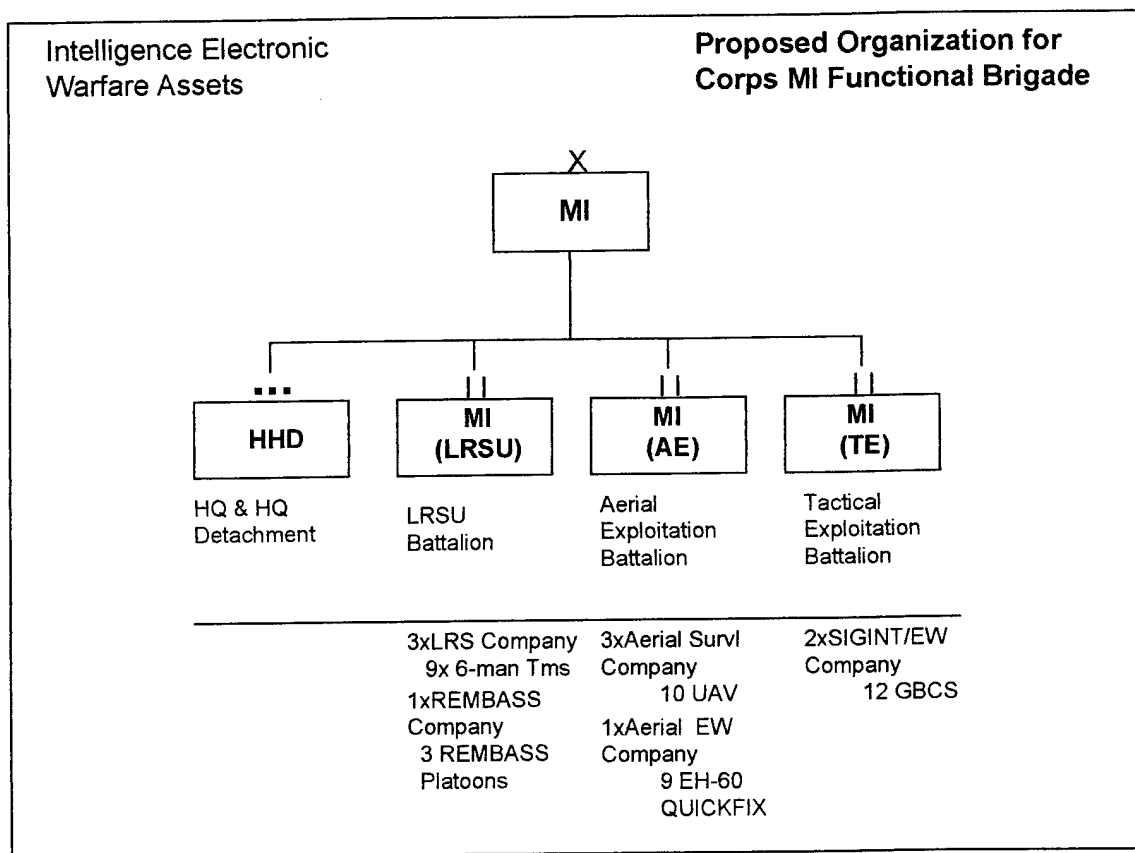 Intelligence Electronic
Warfare Assets
Proposed Organization for
Corps MI Functional Brigade
X
MI
...
HHD
HQ & HQ
Detachment
| |
MI
(LRSU)
LRSU
Battalion
| |
MI
(AE)
Aerial
Exploitation
Battalion
| |
MI
(TE)
Tactical
Exploitation
Battalion
3xLRS Company
9x 6-man Tms
1xREMBASS
Company
3 REMBASS
Platoons
3xAerial Survl
Company
10 UAV
1xAerial EW
Company
9 EH-60
QUICKFIX
2xSIGINT/EW
Company
12 GBCS